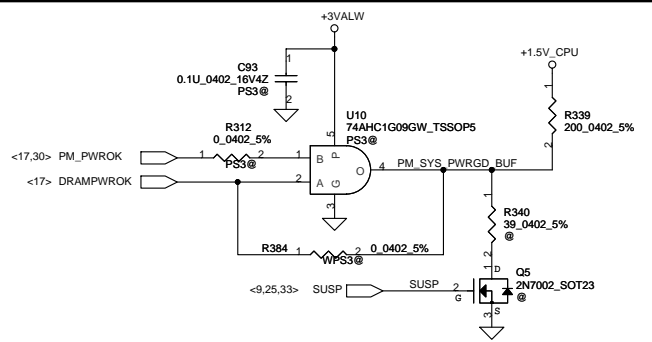 +3VALW
+1.5V_CPU
1
C93
0.1U_0402_16V4Z
PS3@
2
1
R339
200_0402_5%
2
U10
74AHC1G09GW_TSSOP5
PS3@
R312
0_0402_5%
5
<17,30> PM_PWROK
1
2
PS3@
1
B
P
<17> DRAMPWROK
2
A
G
O
4
PM_SYS_PWRGD_BUF
3
1
R340
39_0402_5%
@
2
R384
1
2
0_0402_5%
WPS3@
1
D
Q5
2N7002_SOT23
@
<9,25,33>
SUSP
SUSP
2
G
3
S